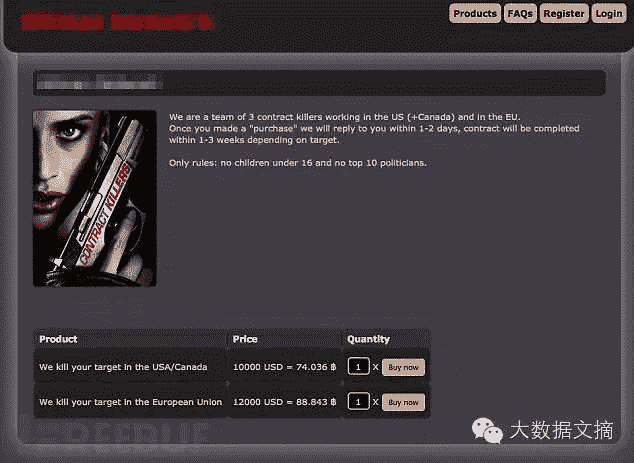 Products FAQs Register Login
We are a team of 3 contract killers working in the US (+Canada) and in the EU.
Once you made a "purchase" we will reply to you within 1-2 days, contract will be completed
within 1-3 weeks depending on target.
Only rules: no children under 16 and no top 10 politicians.
CONTRACT KILLERS
Product Price Quantity
We kill your target in the USA/Canada 10000 USD = 74.036 ฿ 1 X Buy now
We kill your target in the European Union 12000 USD = 88.843 ฿ 1 X Buy now
大数据文摘